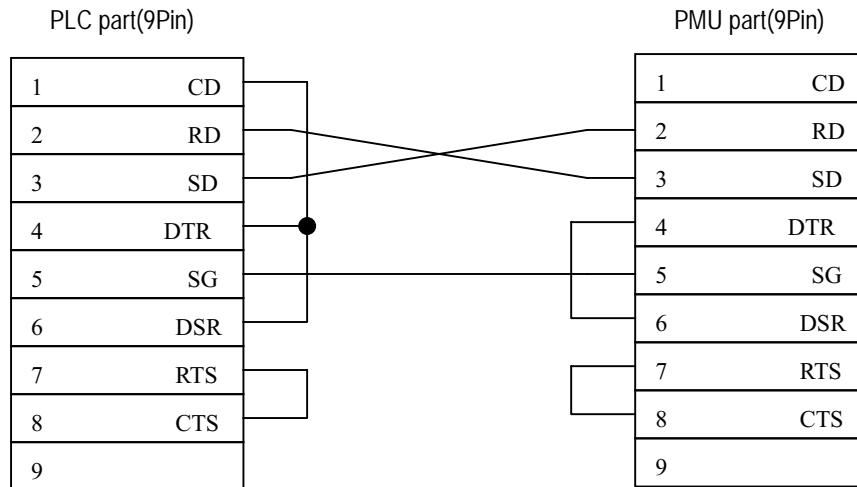 PLC part(9Pin)
PMU part(9Pin)
1 CD
2 RD
3 SD
4 DTR
5 SG
6 DSR
7 RTS
8 CTS
9
1 CD
2 RD
3 SD
4 DTR
5 SG
6 DSR
7 RTS
8 CTS
9